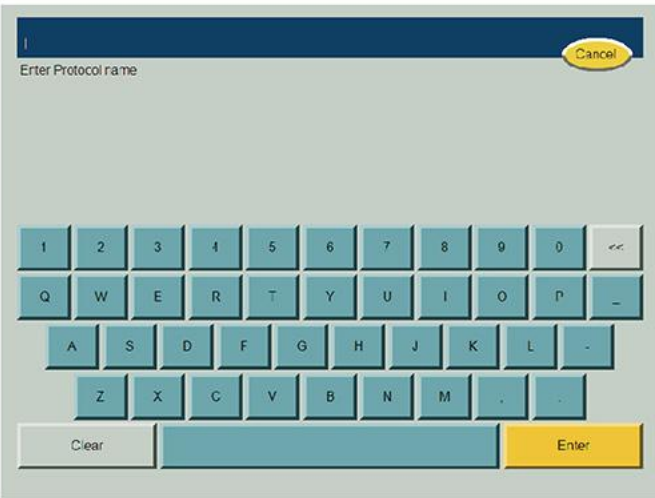 Cancel
Enter Protocol name
1 2 3 4 5 6 7 8 9 0 <<
Q W E R T Y U I O P _
A S D F G H J K L -
Z X C V B N M , .
Clear Enter